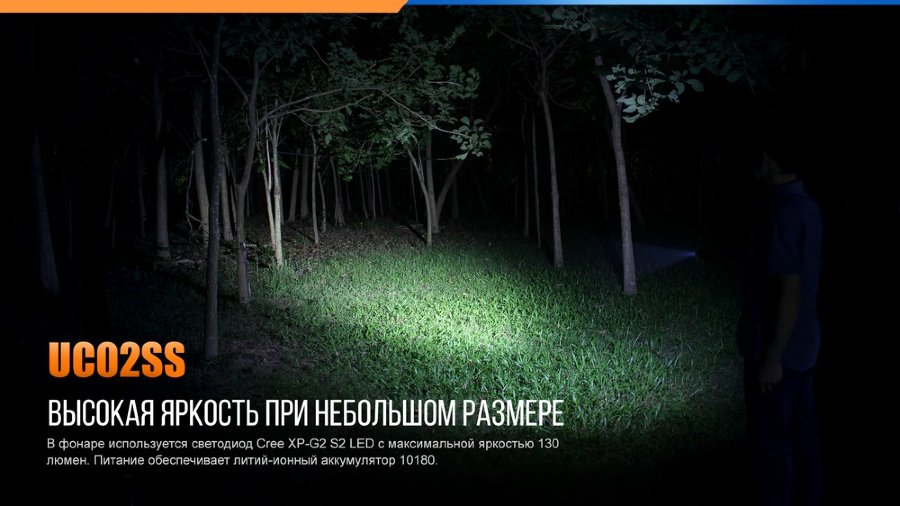 UC02SS
ВЫСОКАЯ ЯРКОСТЬ ПРИ НЕБОЛЬШОМ РАЗМЕРЕ
В фонаре используется светодиод Cree XP-G2 S2 LED с максимальной яркостью 130
люмен. Питание обеспечивает литий-ионный аккумулятор 10180.